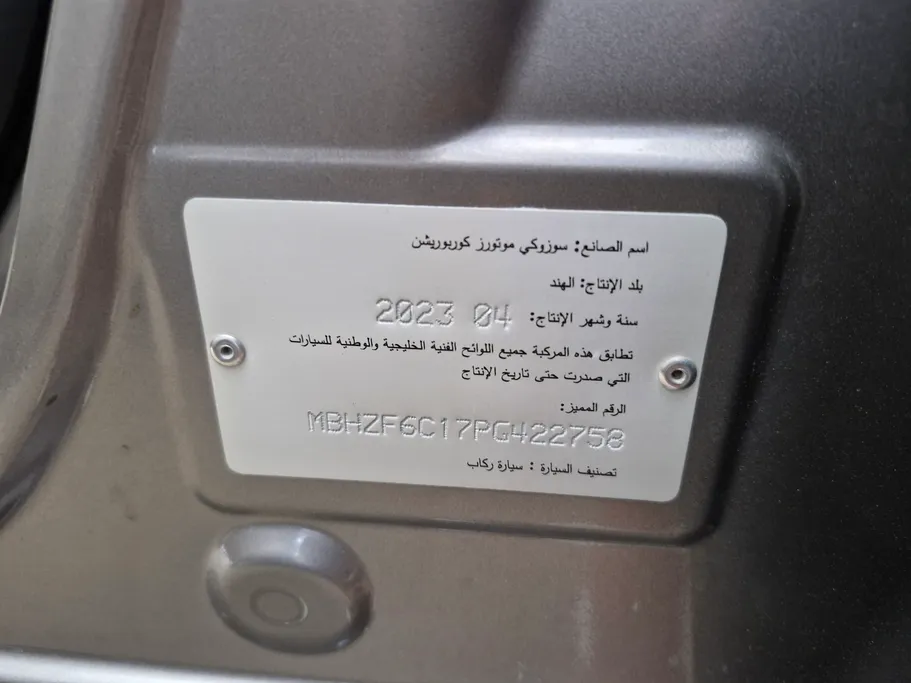 اسم الصانع: سوزوكي موتورز كوربوريشن
بلد الإنتاج: الهند
سنة وشهر الإنتاج: 2023 04
تطابق هذه المركبة جميع اللوائح الفنية الخليجية والوطنية للسيارات
التي صدرت حتى تاريخ الإنتاج
الرقم المميز:
MBHZF6C17PG422758
تصنيف السيارة : سيارة ركاب